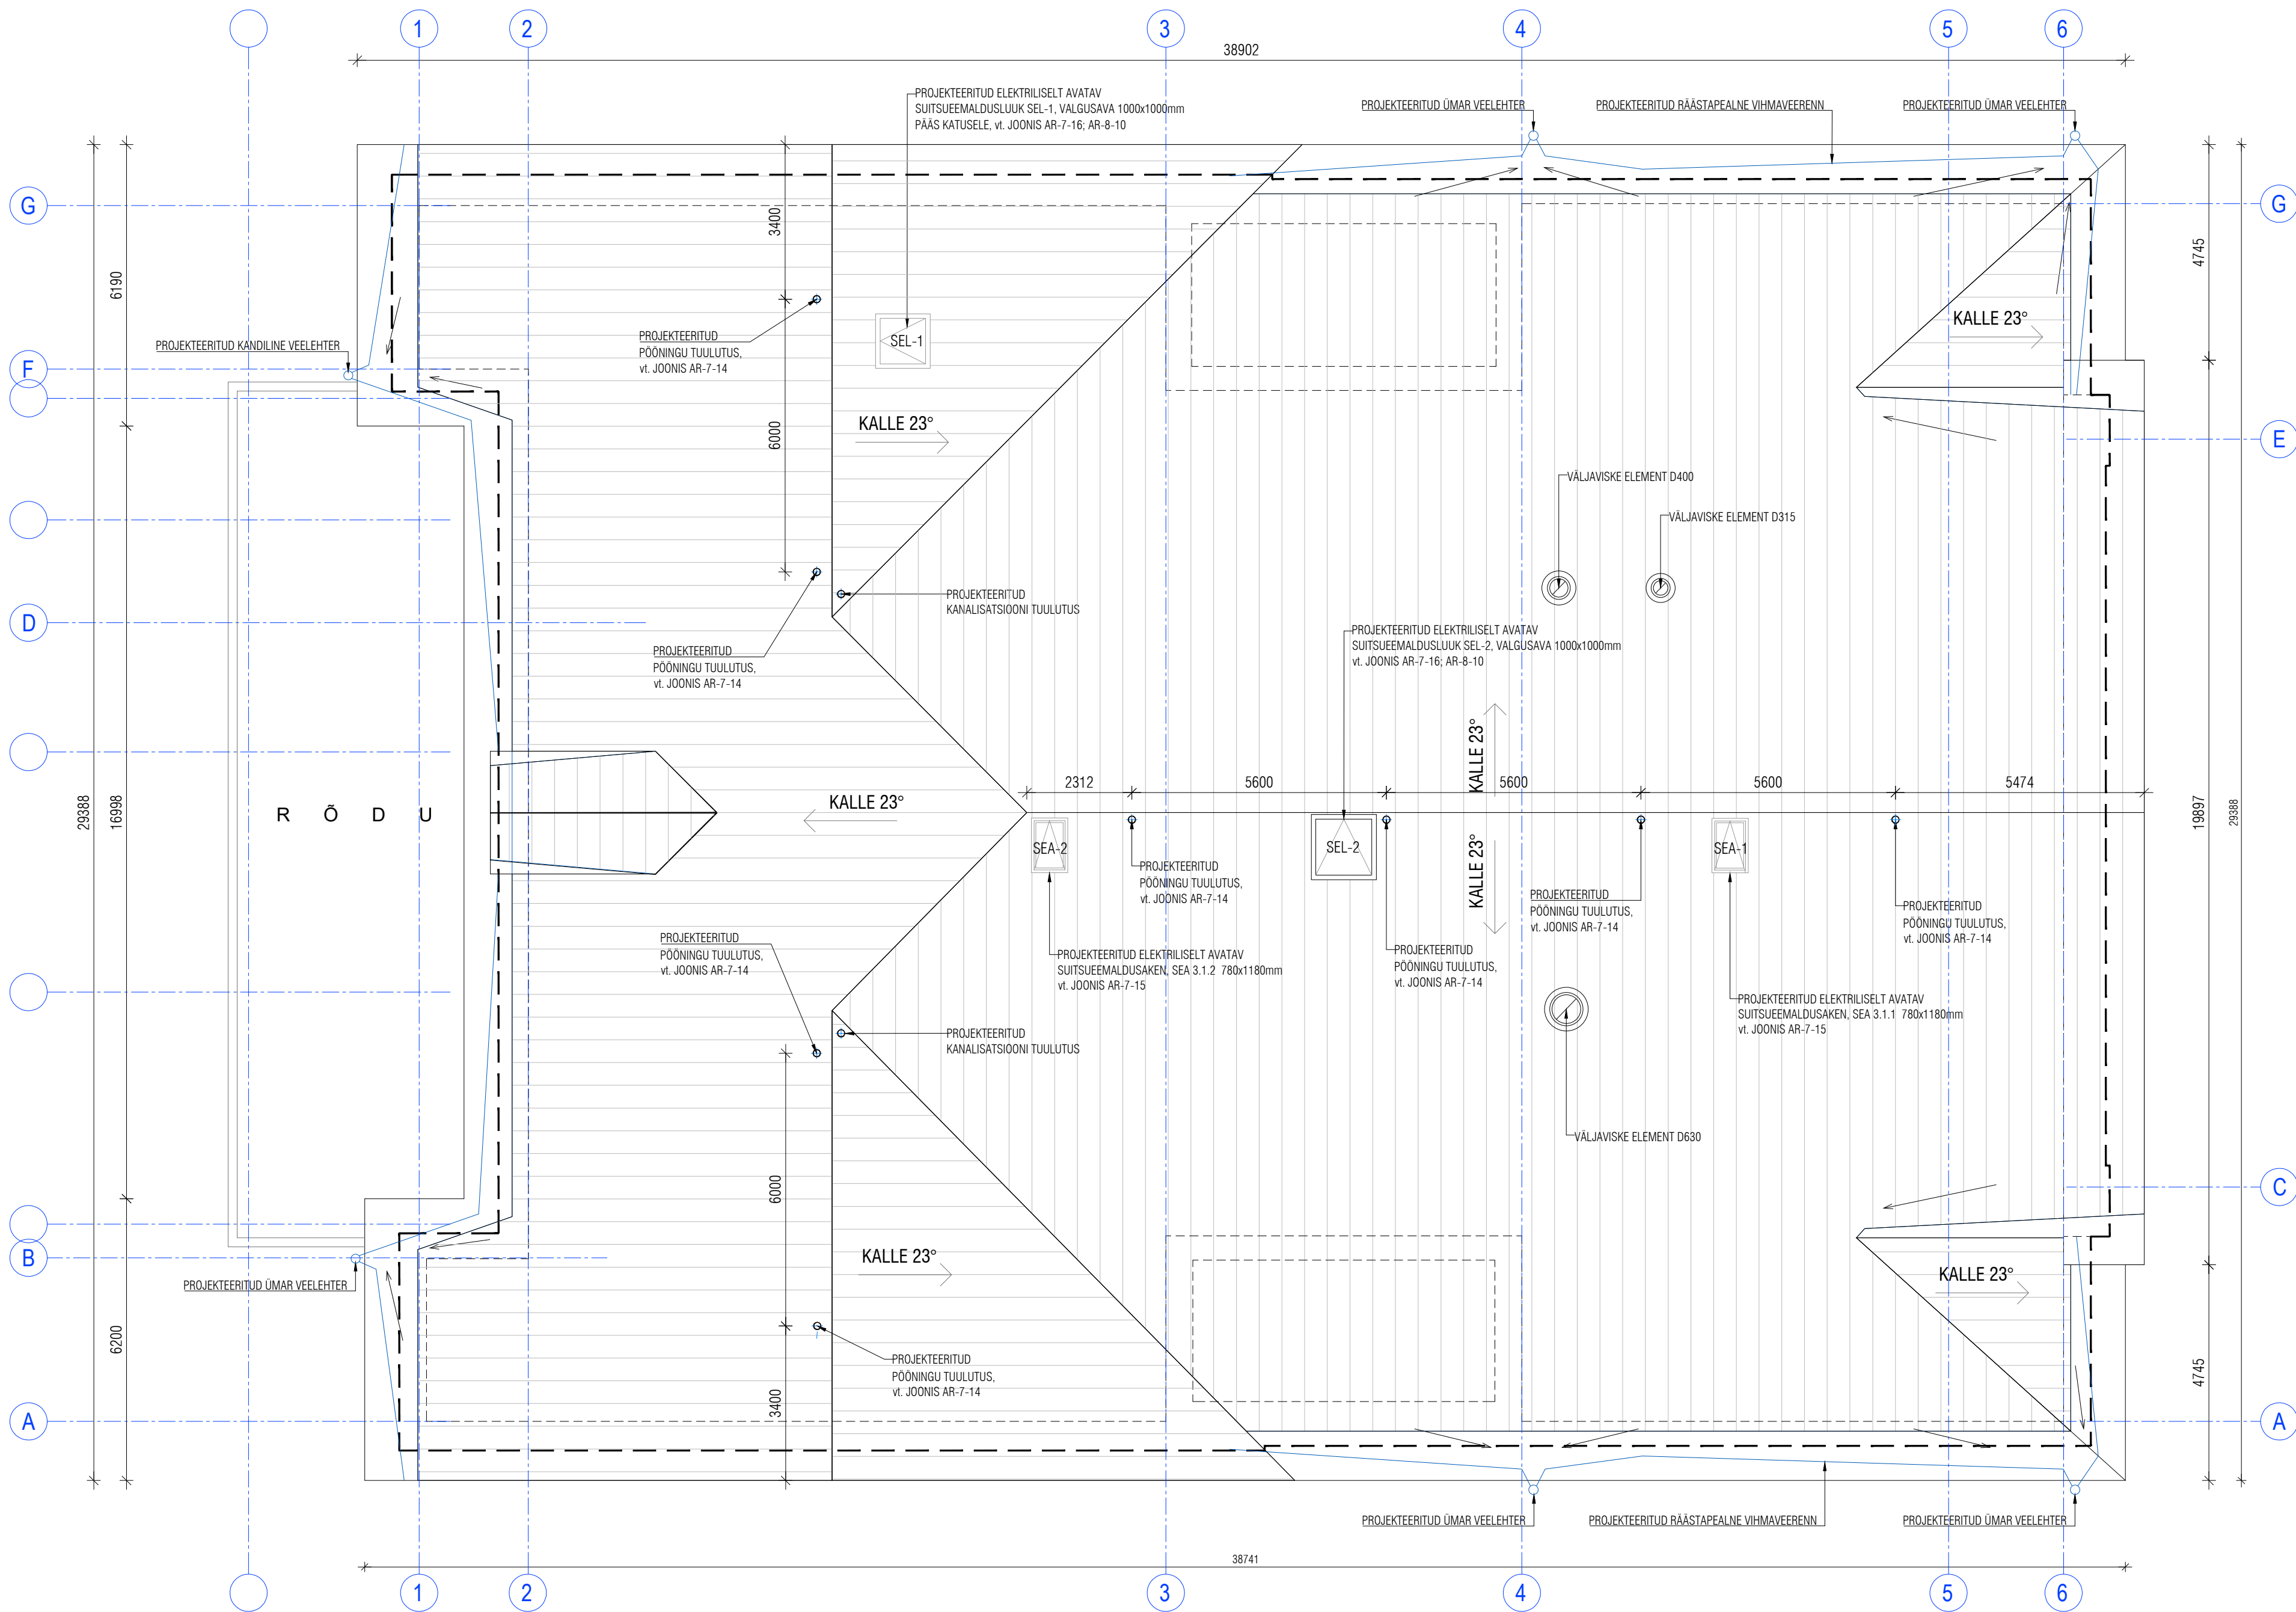 1
2
3
4
5
6
38902
PROJEKTEERITUD ELEKTRILISELT AVATAV
SUITSUEEMALDUSLUUK SEL-1, VALGUSAVA 1000x1000mm
PÄÄS KATUSELE, vt. JOONIS AR-7-16; AR-8-10
PROJEKTEERITUD ÜMAR VEELEHTER
PROJEKTEERITUD RÄÄSTAPEALNE VIHMAVEERENN
PROJEKTEERITUD ÜMAR VEELEHTER
G
G
3400
6190
4745
PROJEKTEERITUD KANDILINE VEELEHTER
PROJEKTEERITUD
PÖÖNINGU TUULUTUS,
vt. JOONIS AR-7-14
SEL-1
KALLE 23°
F
KALLE 23°
6000
E
VÄLJAVISKE ELEMENT D400
VÄLJAVISKE ELEMENT D315
PROJEKTEERITUD
KANALISATSIOONI TUULUTUS
D
PROJEKTEERITUD
PÖÖNINGU TUULUTUS,
vt. JOONIS AR-7-14
PROJEKTEERITUD ELEKTRILISELT AVATAV
SUITSUEEMALDUSLUUK SEL-2, VALGUSAVA 1000x1000mm
vt. JOONIS AR-7-16; AR-8-10
KALLE 23°
2312
5600
5600
5600
5474
29388
16998
RÕDU
KALLE 23°
19897
29388
SEA-2
SEL-2
KALLE 23°
SEA-1
PROJEKTEERITUD
PÖÖNINGU TUULUTUS,
vt. JOONIS AR-7-14
PROJEKTEERITUD
PÖÖNINGU TUULUTUS,
vt. JOONIS AR-7-14
PROJEKTEERITUD
PÖÖNINGU TUULUTUS,
vt. JOONIS AR-7-14
PROJEKTEERITUD
PÖÖNINGU TUULUTUS,
vt. JOONIS AR-7-14
PROJEKTEERITUD ELEKTRILISELT AVATAV
SUITSUEEMALDUSAKEN, SEA 3.1.2 780x1180mm
vt. JOONIS AR-7-15
PROJEKTEERITUD
PÖÖNINGU TUULUTUS,
vt. JOONIS AR-7-14
PROJEKTEERITUD ELEKTRILISELT AVATAV
SUITSUEEMALDUSAKEN, SEA 3.1.1 780x1180mm
vt. JOONIS AR-7-15
PROJEKTEERITUD
KANALISATSIOONI TUULUTUS
VÄLJAVISKE ELEMENT D630
6000
C
B
KALLE 23°
KALLE 23°
PROJEKTEERITUD ÜMAR VEELEHTER
6200
PROJEKTEERITUD
PÖÖNINGU TUULUTUS,
vt. JOONIS AR-7-14
3400
4745
A
A
PROJEKTEERITUD ÜMAR VEELEHTER
PROJEKTEERITUD RÄÄSTAPEALNE VIHMAVEERENN
PROJEKTEERITUD ÜMAR VEELEHTER
38741
1
2
3
4
5
6